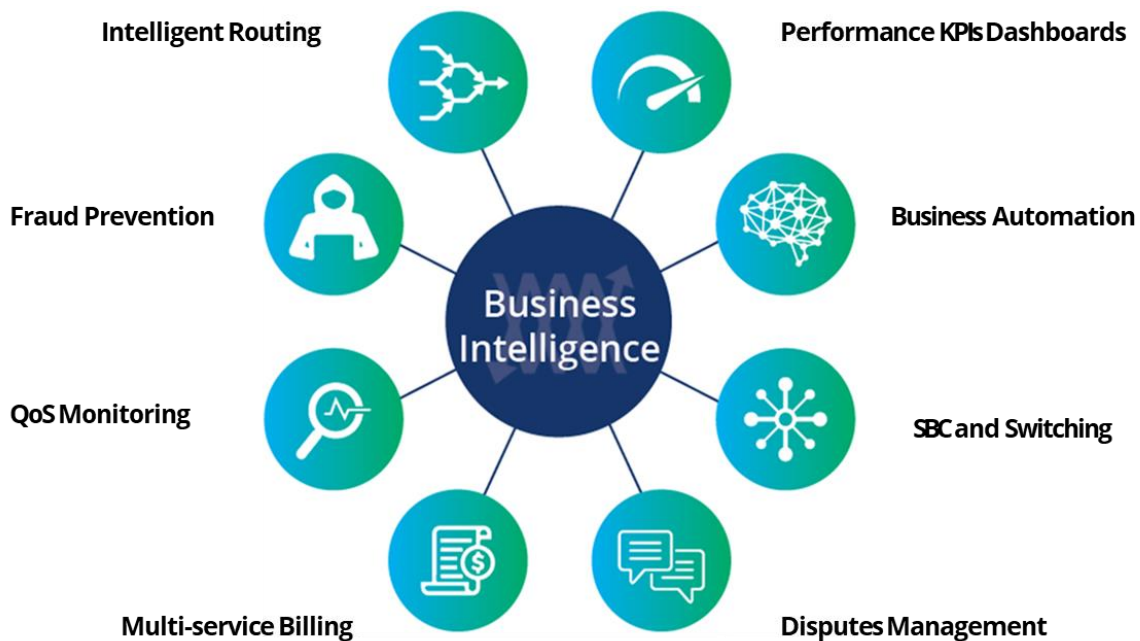 Intelligent Routing
Performance KPIs Dashboards
Fraud Prevention
Business Automation
Business
Intelligence
QoS Monitoring
SBC and Switching
$
Multi-service Billing
Disputes Management